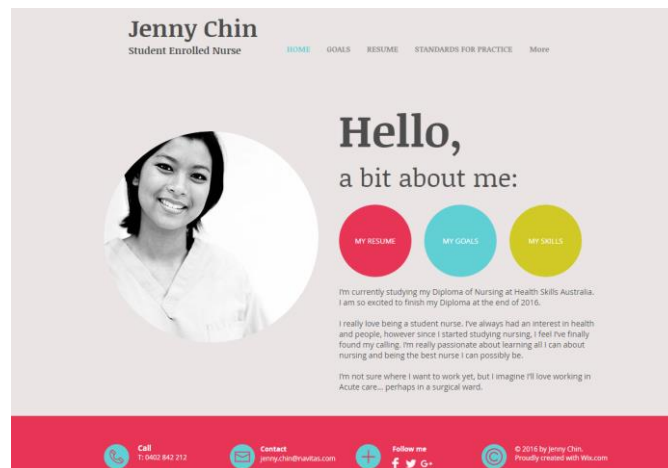 Jenny Chin
Student Enrolled Nurse
HOME GOALS RESUME STANDARDS FOR PRACTICE More
Hello,
a bit about me:
MY RESUME MY GOALS MY SKILLS
I'm currently studying my Diploma of Nursing at Health Skills Australia.
I am so excited to finish my Diploma at the end of 2016.
I really love being a student nurse. I've always had an interest in health
and people, however since I started studying nursing, I feel I've finally
found my calling. I'm really passionate about learning all I can about
nursing and being the best nurse I can possibly be.
I'm not sure where I want to work yet, but I imagine I'll love working in
Acute care... perhaps in a surgical ward.
Call
T: 0402 842 212
Contact
jenny.chin@navitas.com
Follow me
© 2016 by Jenny Chin.
Proudly created with Wix.com